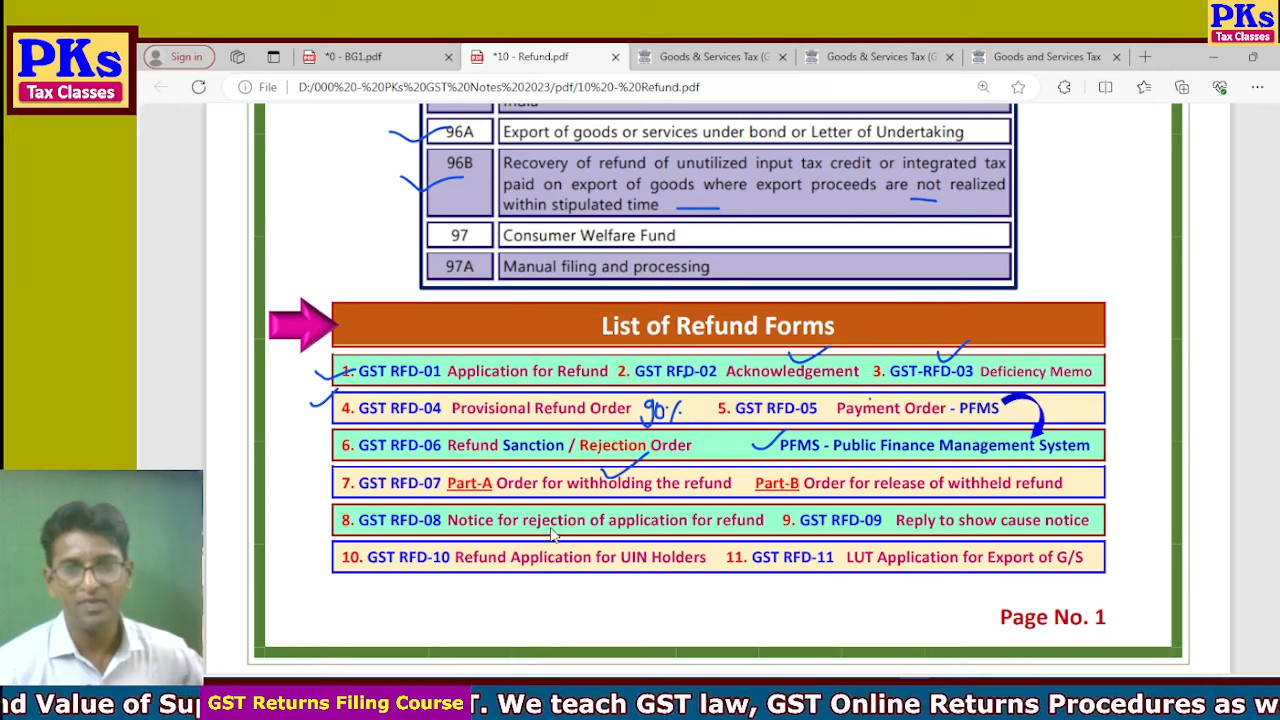 PKs
Tax Classes
PKs
Tax Classes
Sign in
*0 - BG1.pdf
*10 - Refund.pdf
Goods & Services Tax (G
Goods & Services Tax (G
Goods and Services Tax
File D:/000%20-%20PKs%20GST%20Notes%202023/pdf/10%20-%20Refund.pdf
India
96A Export of goods or services under bond or Letter of Undertaking
96B Recovery of refund of unutilized input tax credit or integrated tax
paid on export of goods where export proceeds are not realized
within stipulated time
97 Consumer Welfare Fund
97A Manual filing and processing
List of Refund Forms
1. GST RFD-01 Application for Refund 2. GST RFD-02 Acknowledgement 3. GST-RFD-03 Deficiency Memo
4. GST RFD-04 Provisional Refund Order 90% 5. GST RFD-05 Payment Order - PFMS
6. GST RFD-06 Refund Sanction / Rejection Order PFMS - Public Finance Management System
7. GST RFD-07 Part-A Order for withholding the refund Part-B Order for release of withheld refund
8. GST RFD-08 Notice for rejection of application for refund 9. GST RFD-09 Reply to show cause notice
10. GST RFD-10 Refund Application for UIN Holders 11. GST RFD-11 LUT Application for Export of G/S
Page No. 1
nd Value of Su
GST Returns Filing Course
T. We teach GST law, GST Online Returns Procedures as w